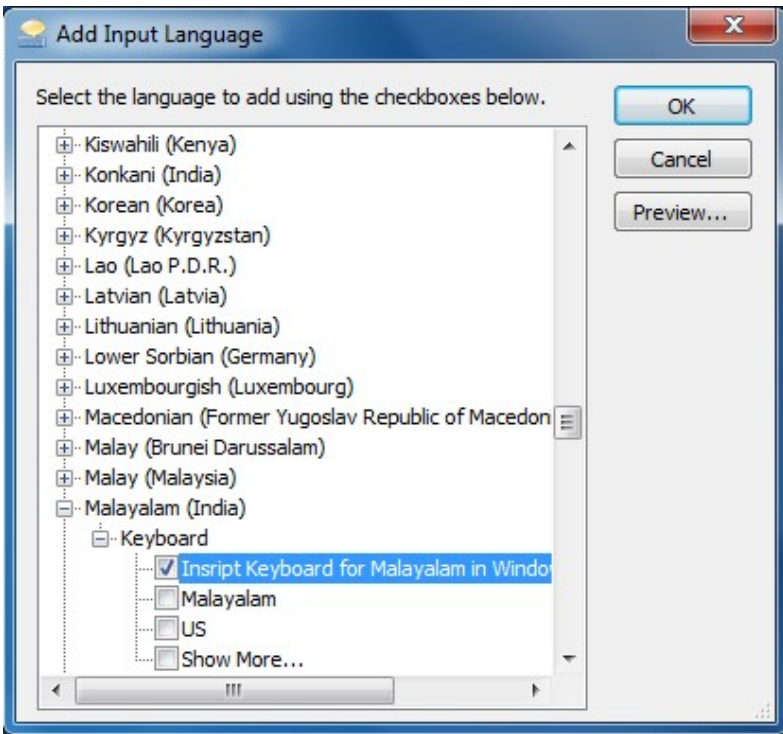 Add Input Language
Select the language to add using the checkboxes below.
OK
Cancel
Preview...
Kiswahili (Kenya)
Konkani (India)
Korean (Korea)
Kyrgyz (Kyrgyzstan)
Lao (Lao P.D.R.)
Latvian (Latvia)
Lithuanian (Lithuania)
Lower Sorbian (Germany)
Luxembourgish (Luxembourg)
Macedonian (Former Yugoslav Republic of Macedon
Malay (Brunei Darussalam)
Malay (Malaysia)
Malayalam (India)
Keyboard
Insript Keyboard for Malayalam in Windo
Malayalam
US
Show More...